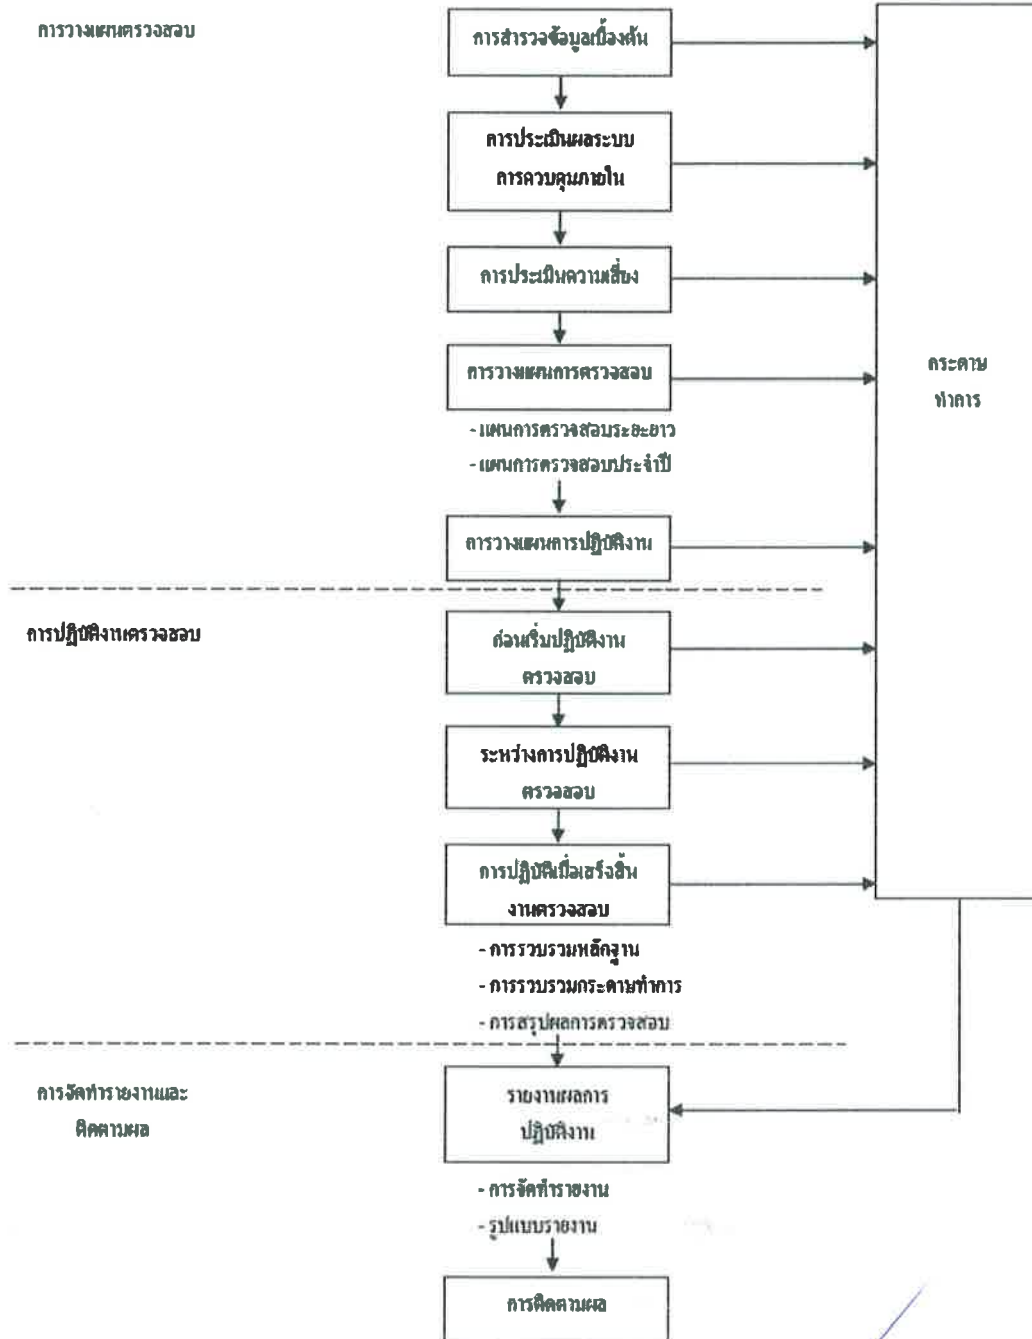 การวางแผนตรวจสอบ
การสำรวจข้อมูลเบื้องต้น
การประเมินผลระบบ
การควบคุมภายใน
การประเมินความเสี่ยง
การวางแผนการตรวจสอบ
- แผนการตรวจสอบระยะยาว
- แผนการตรวจสอบประจำปี
การวางแผนการปฏิบัติงาน
กระดาษ
ทำการ
การปฏิบัติงานตรวจสอบ
ก่อนเริ่มปฏิบัติงาน
ตรวจสอบ
ระหว่างการปฏิบัติงาน
ตรวจสอบ
การปฏิบัติเมื่อเสร็จสิ้น
งานตรวจสอบ
- การรวบรวมหลักฐาน
- การรวบรวมกระดาษทำการ
- การสรุปผลการตรวจสอบ
การจัดทำรายงานและ
ติดตามผล
รายงานผลการ
ปฏิบัติงาน
- การจัดทำรายงาน
- รูปแบบรายงาน
การติดตามผล